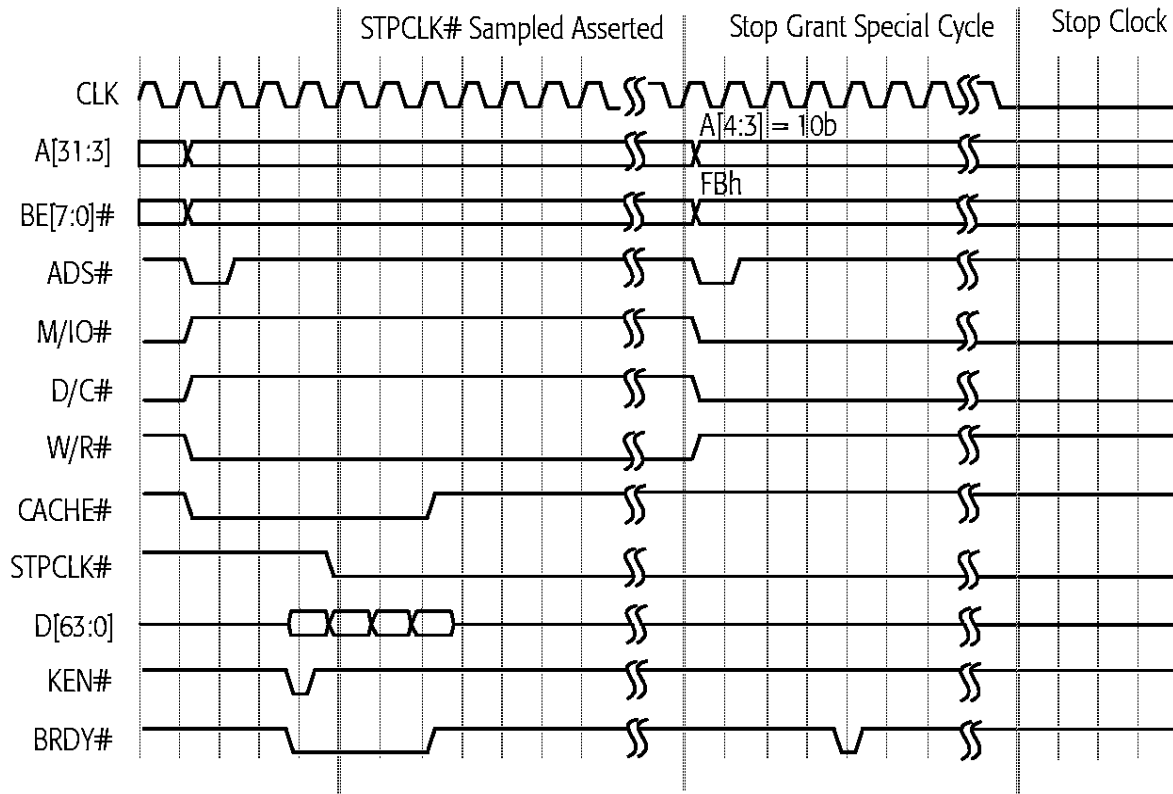 STPCLK# Sampled Asserted
Stop Grant Special Cycle
Stop Clock
CLK
A[4:3] = 10b
A[31:3]
FBh
BE[7:0]#
ADS#
M/IO#
D/C#
W/R#
CACHE#
STPCLK#
D[63:0]
KEN#
BRDY#